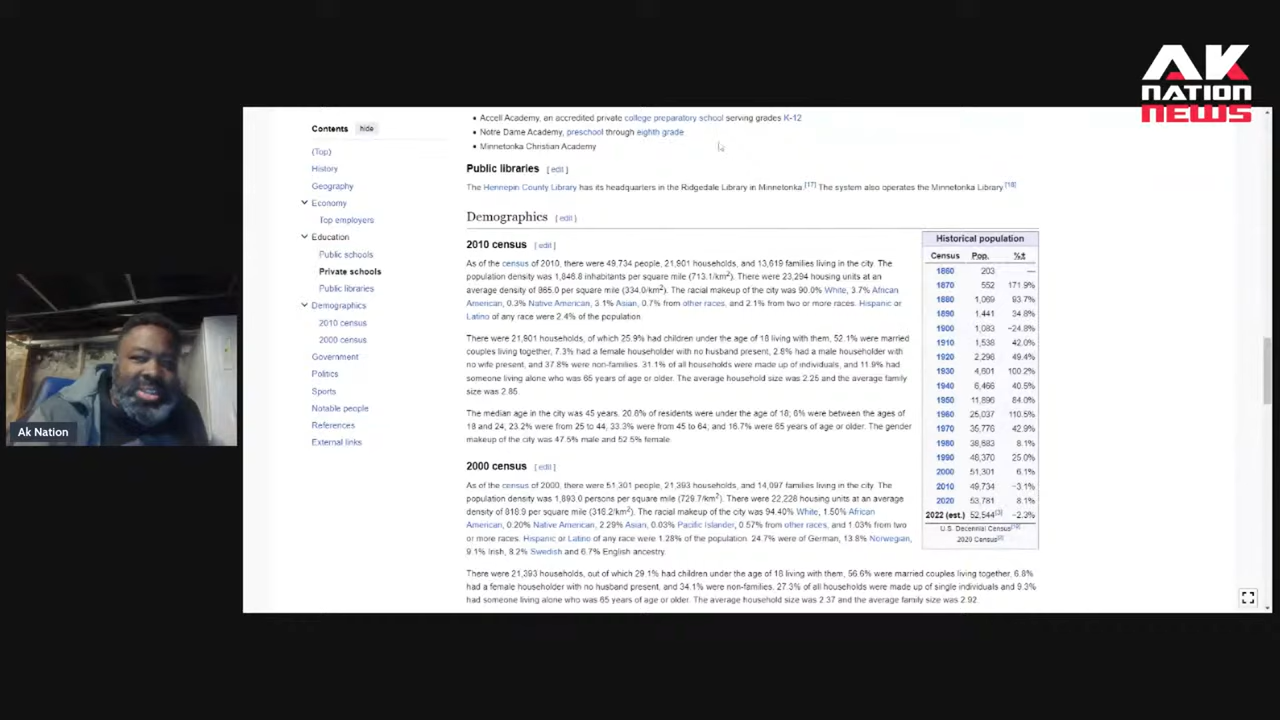 AK
NATION
NEWS
Contents hide
(Top)
History
Geography
Economy
Top employers
Education
Public schools
Private schools
Public libraries
Demographics
2010 census
2000 census
Government
Politics
Sports
Notable people
References
External links
• Accell Academy, an accredited private college preparatory school serving grades K-12
• Notre Dame Academy, preschool through eighth grade
• Minnetonka Christian Academy
Public libraries [ edit ]
The Hennepin County Library has its headquarters in the Ridgedale Library in Minnetonka.[17] The system also operates the Minnetonka Library.[18]
Demographics [ edit ]
2010 census [ edit ]
As of the census of 2010, there were 49,734 people, 21,901 households, and 13,619 families living in the city. The
population density was 1,846.8 inhabitants per square mile (713.1/km2). There were 23,294 housing units at an
average density of 865.0 per square mile (334.0/km2). The racial makeup of the city was 90.0% White, 3.7% African
American, 0.3% Native American, 3.1% Asian, 0.7% from other races, and 2.1% from two or more races. Hispanic or
Latino of any race were 2.4% of the population.
There were 21,901 households, of which 25.9% had children under the age of 18 living with them, 52.1% were married
couples living together, 7.3% had a female householder with no husband present, 2.8% had a male householder with
no wife present, and 37.8% were non-families. 31.1% of all households were made up of individuals, and 11.9% had
someone living alone who was 65 years of age or older. The average household size was 2.25 and the average family
size was 2.85.
The median age in the city was 45 years. 20.8% of residents were under the age of 18; 6% were between the ages of
18 and 24; 23.2% were from 25 to 44; 33.3% were from 45 to 64; and 16.7% were 65 years of age or older. The gender
makeup of the city was 47.5% male and 52.5% female.
2000 census [ edit ]
As of the census of 2000, there were 51,301 people, 21,393 households, and 14,097 families living in the city. The
population density was 1,893.0 persons per square mile (729.7/km2). There were 22,228 housing units at an average
density of 818.9 per square mile (316.2/km2). The racial makeup of the city was 94.40% White, 1.50% African
American, 0.20% Native American, 2.29% Asian, 0.03% Pacific Islander, 0.57% from other races, and 1.03% from two
or more races. Hispanic or Latino of any race were 1.28% of the population. 24.7% were of German, 13.8% Norwegian,
9.1% Irish, 8.2% Swedish and 6.7% English ancestry.
There were 21,393 households, out of which 29.1% had children under the age of 18 living with them, 56.6% were married couples living together, 6.8%
had a female householder with no husband present, and 34.1% were non-families. 27.3% of all households were made up of single individuals and 9.3%
had someone living alone who was 65 years of age or older. The average household size was 2.37 and the average family size was 2.92.
Historical population
Census Pop. %±
1860 203 —
1870 552 171.9%
1880 1,069 93.7%
1890 1,441 34.8%
1900 1,083 −24.8%
1910 1,538 42.0%
1920 2,298 49.4%
1930 4,601 100.2%
1940 6,466 40.5%
1950 11,896 84.0%
1960 25,037 110.5%
1970 35,776 42.9%
1980 38,683 8.1%
1990 48,370 25.0%
2000 51,301 6.1%
2010 49,734 −3.1%
2020 53,781 8.1%
2022 (est.) 52,544[3] −2.3%
U.S. Decennial Census[19]
2020 Census[2]
Ak Nation